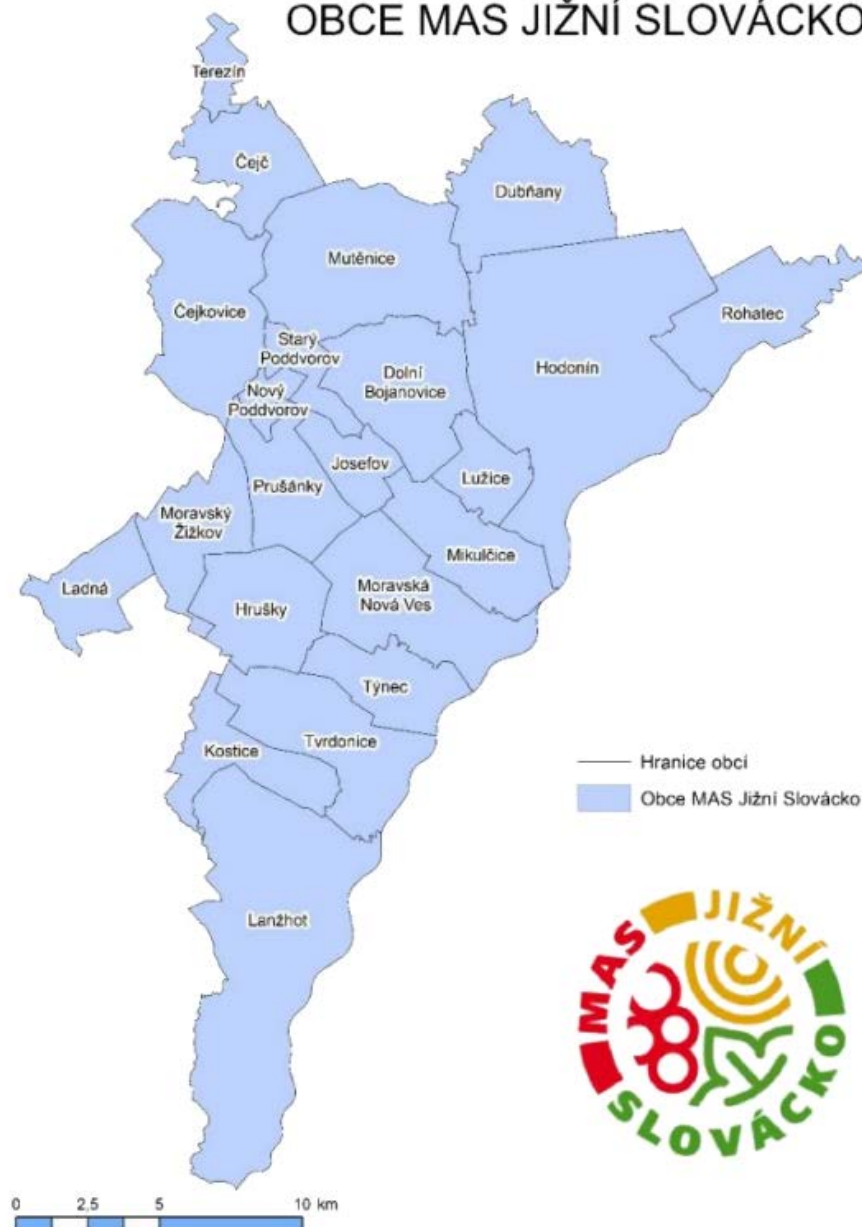 OBCE MAS JIŽNÍ SLOVÁCKO
Terezín
Čejč
Dubňany
Mutěnice
Čejkovice
Rohatec
Starý
Poddvorov
Dolní
Bojanovice
Hodonín
Nový
Poddvorov
Josefov
Lužice
Prušánky
Moravský
Žižkov
Mikulčice
Ladná
Moravská
Nová Ves
Hrušky
Týnec
Tvrdonice
Kostice
Hranice obcí
Obce MAS Jižní Slovácko
Lanžhot
MAS JIŽNÍ
SLOVÁCKO
0 2,5 5 10 km